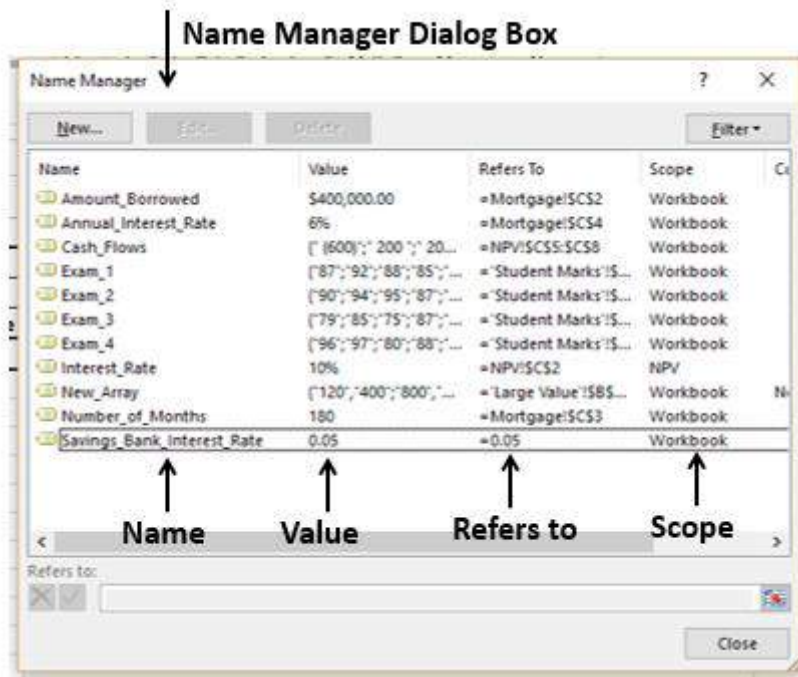 Name Manager Dialog Box
Name Manager ? ×
New... Edit... Delete Filter
Name Value Refers To Scope
Amount_Borrowed $400,000.00 =Mortgage!$C$2 Workbook
Annual_Interest_Rate 6% =Mortgage!$C$4 Workbook
Cash_Flows {" (600)";" 200 ";" 20... =NPV!$C$5:$C$8 Workbook
Exam_1 {"87";"92";"88";"85";"... ='Student Marks'!$... Workbook
Exam_2 {"90";"94";"95";"87";"... ='Student Marks'!$... Workbook
Exam_3 {"79";"85";"75";"87";"... ='Student Marks'!$... Workbook
Exam_4 {"96";"97";"80";"88";"... ='Student Marks'!$... Workbook
Interest_Rate 10% =NPV!$C$2 NPV
New_Array {"120","400";"800","... ='Large Value'!$B$... Workbook
Number_of_Months 180 =Mortgage!$C$3 Workbook
Savings_Bank_Interest_Rate 0.05 =0.05 Workbook
Name Value Refers to Scope
Refers to:
Close